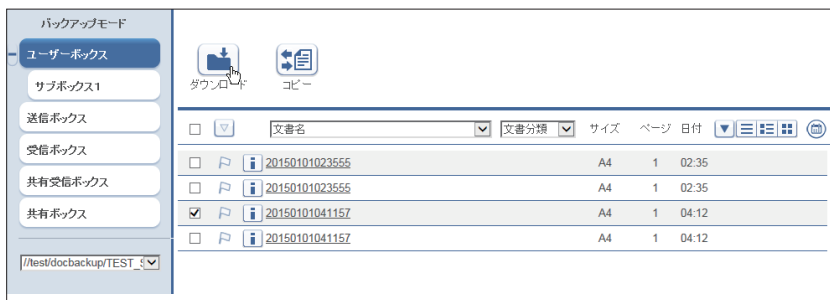 バックアップモード
ユーザーボックス
サブボックス1
送信ボックス
受信ボックス
共有受信ボックス
共有ボックス
//test/docbackup/TEST_
ダウンロード コピー
文書名 文書分類 サイズ ページ 日付
20150101023555 A4 1 02:35
20150101023555 A4 1 02:35
20150101041157 A4 1 04:12
20150101041157 A4 1 04:12